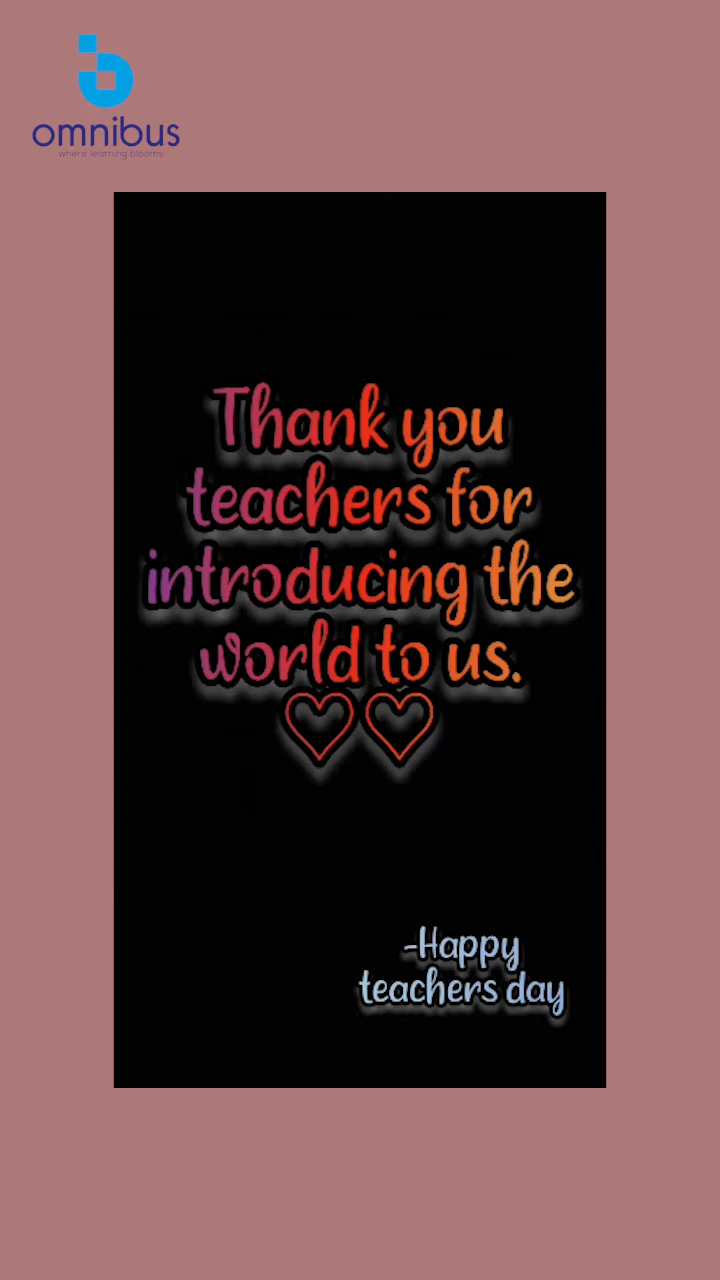 omnibus
where learning blooms
Thank you
teachers for
introducing the
world to us.
♡♡
-Happy
teachers day